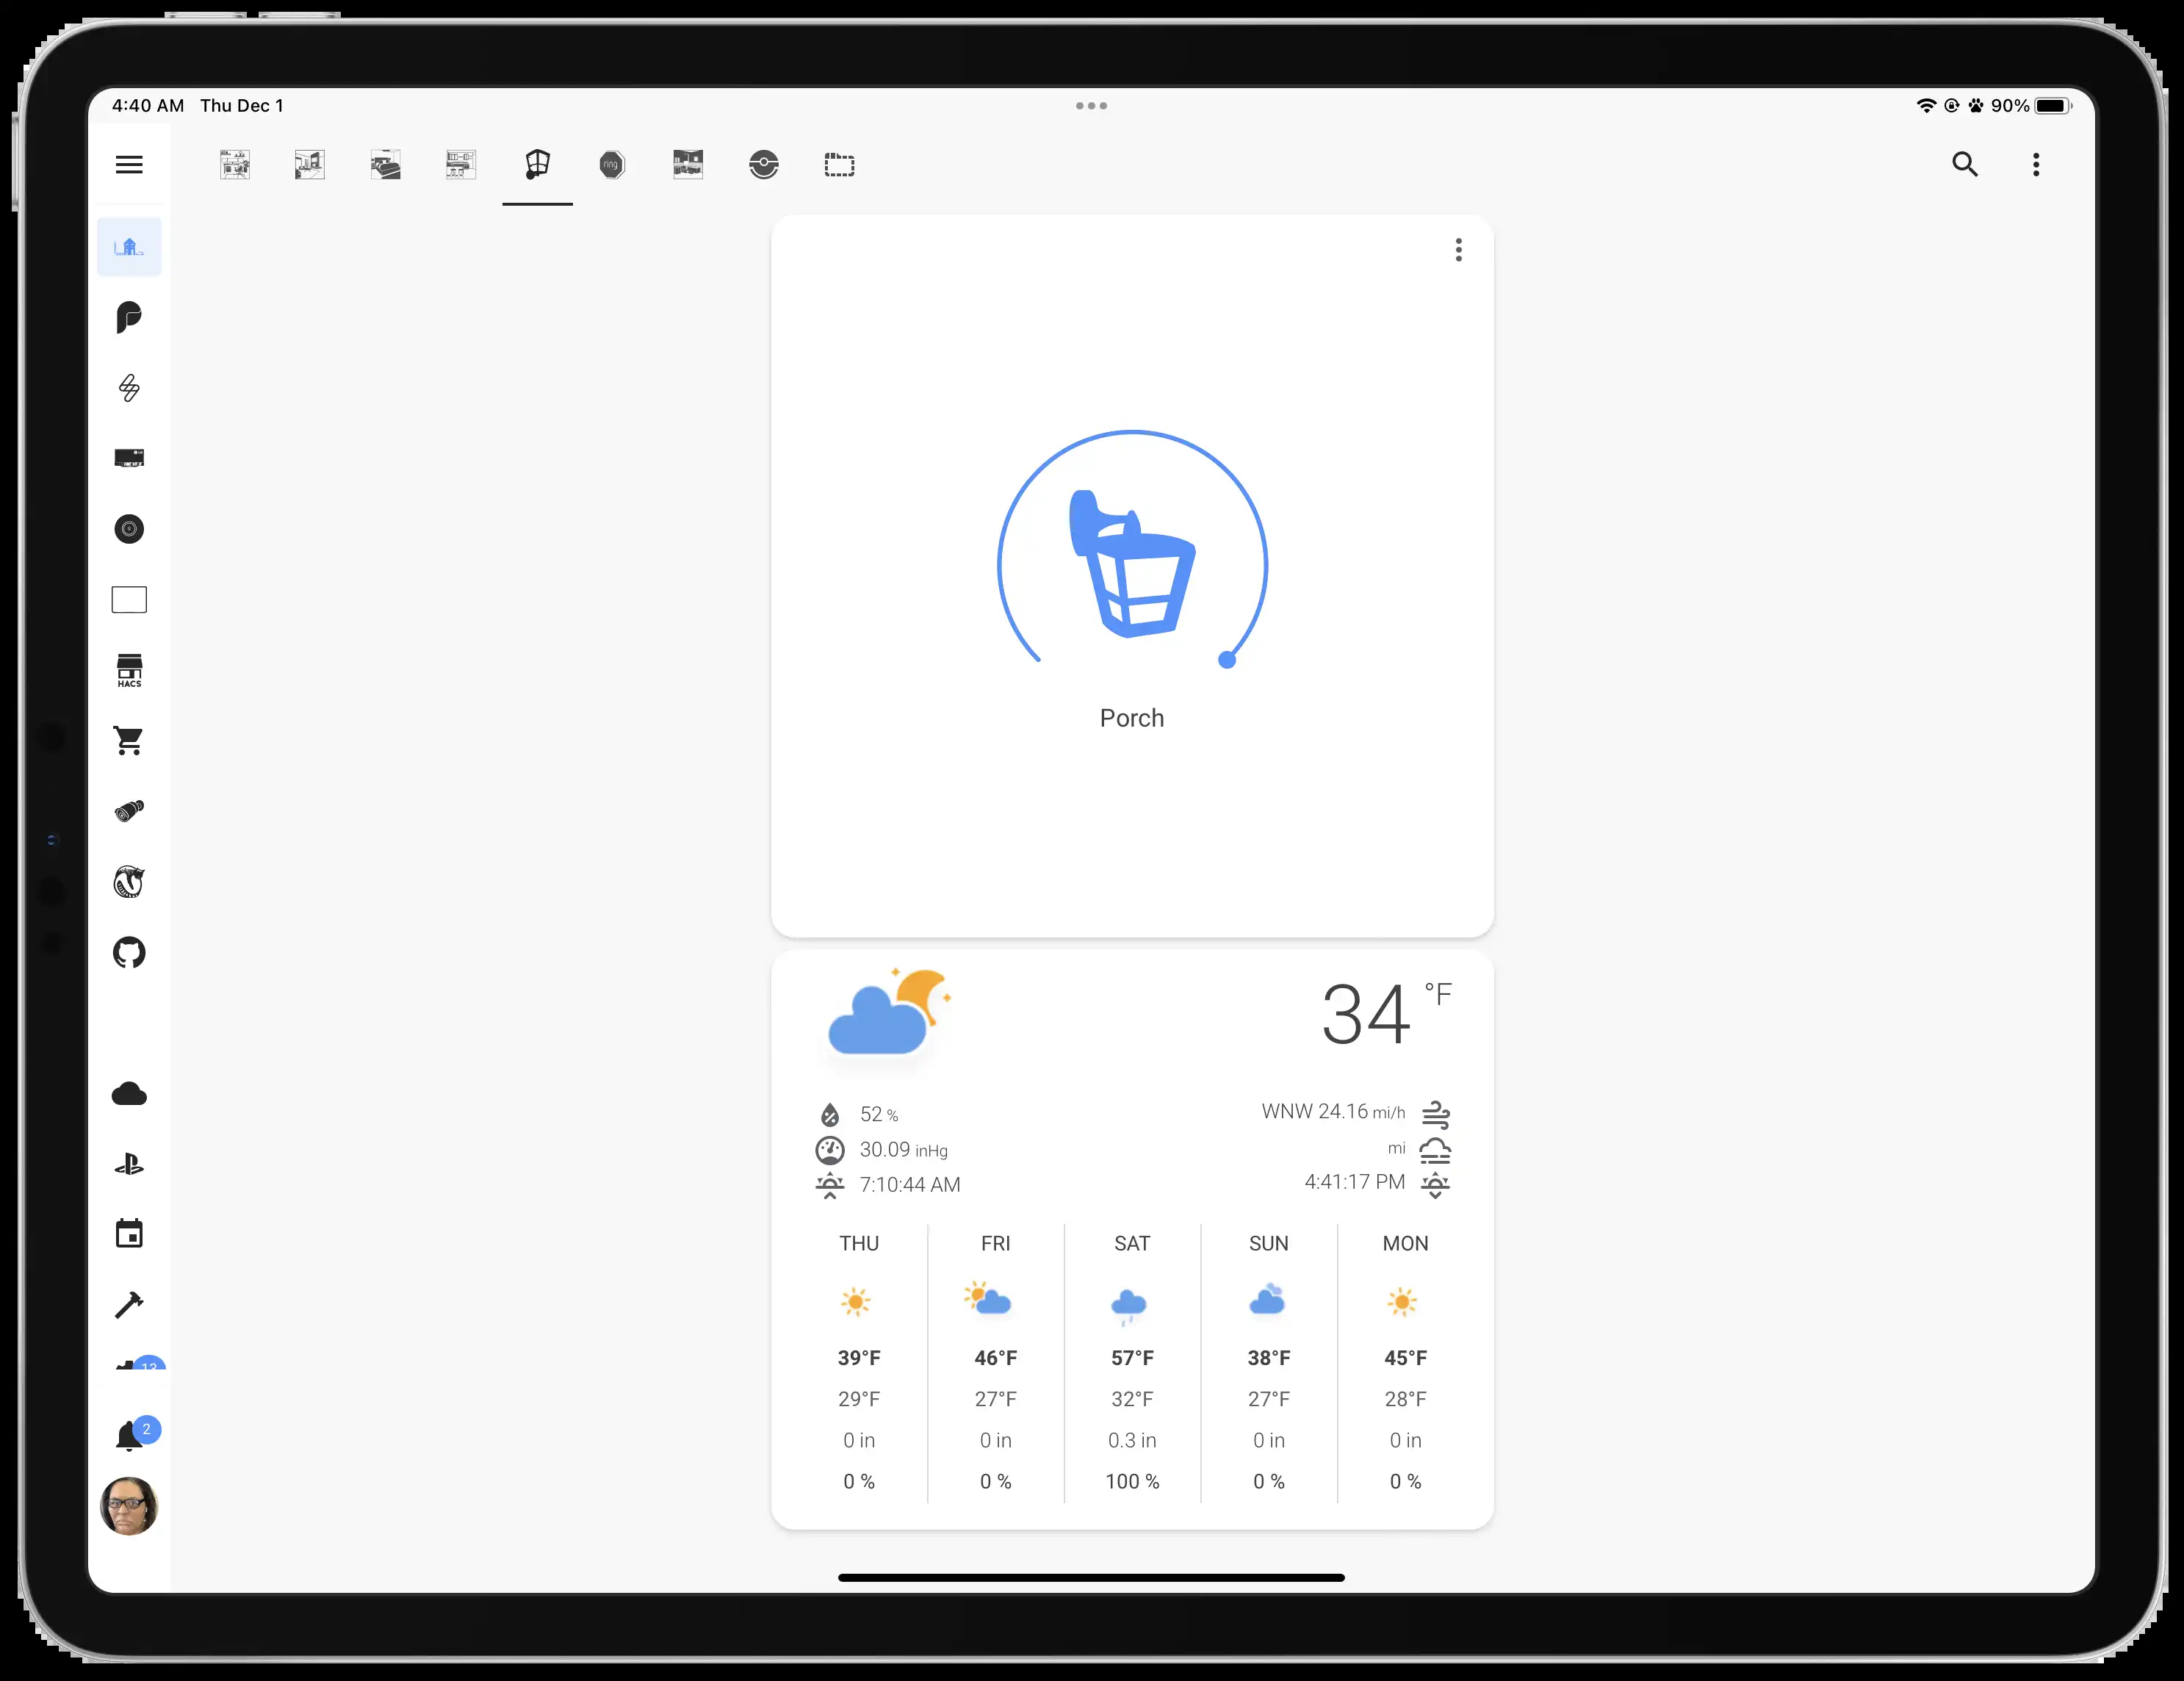 4:40 AM Thu Dec 1
90%
ring
HACS
Porch
34 °F
52 %
WNW 24.16 mi/h
30.09 inHg
mi
7:10:44 AM
4:41:17 PM
THU FRI SAT SUN MON
39°F 46°F 57°F 38°F 45°F
29°F 27°F 32°F 27°F 28°F
0 in 0 in 0.3 in 0 in 0 in
0 % 0 % 100 % 0 % 0 %
13
2